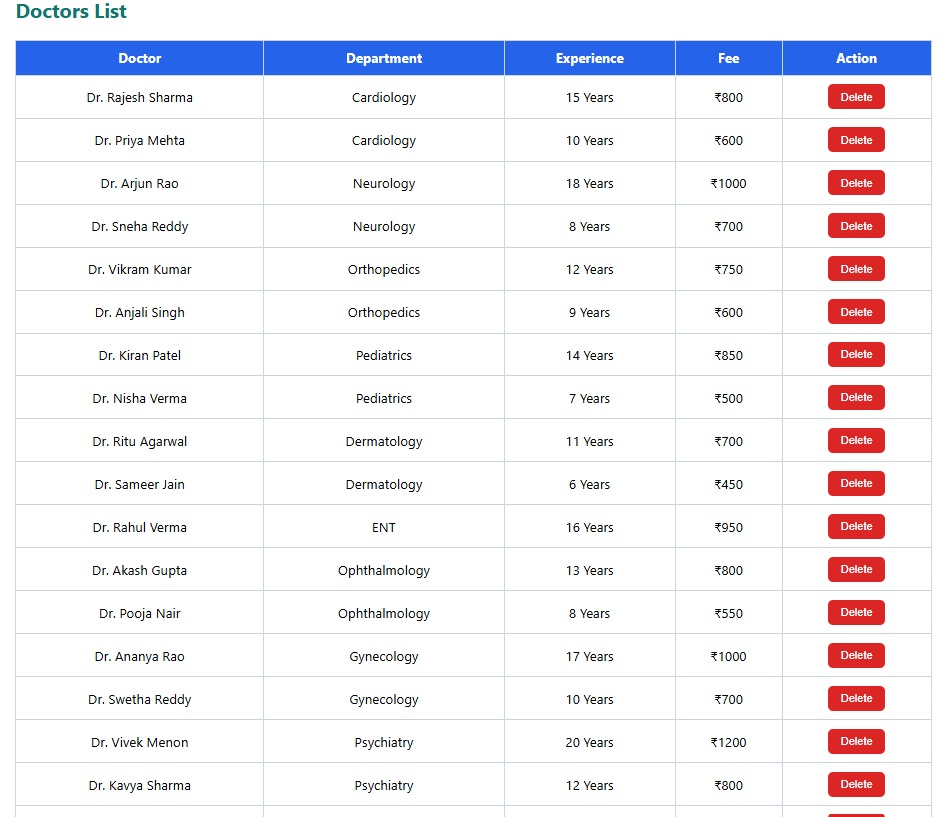 Doctors List
Doctor Department Experience Fee Action
Dr. Rajesh Sharma Cardiology 15 Years ₹800 Delete
Dr. Priya Mehta Cardiology 10 Years ₹600 Delete
Dr. Arjun Rao Neurology 18 Years ₹1000 Delete
Dr. Sneha Reddy Neurology 8 Years ₹700 Delete
Dr. Vikram Kumar Orthopedics 12 Years ₹750 Delete
Dr. Anjali Singh Orthopedics 9 Years ₹600 Delete
Dr. Kiran Patel Pediatrics 14 Years ₹850 Delete
Dr. Nisha Verma Pediatrics 7 Years ₹500 Delete
Dr. Ritu Agarwal Dermatology 11 Years ₹700 Delete
Dr. Sameer Jain Dermatology 6 Years ₹450 Delete
Dr. Rahul Verma ENT 16 Years ₹950 Delete
Dr. Akash Gupta Ophthalmology 13 Years ₹800 Delete
Dr. Pooja Nair Ophthalmology 8 Years ₹550 Delete
Dr. Ananya Rao Gynecology 17 Years ₹1000 Delete
Dr. Swetha Reddy Gynecology 10 Years ₹700 Delete
Dr. Vivek Menon Psychiatry 20 Years ₹1200 Delete
Dr. Kavya Sharma Psychiatry 12 Years ₹800 Delete